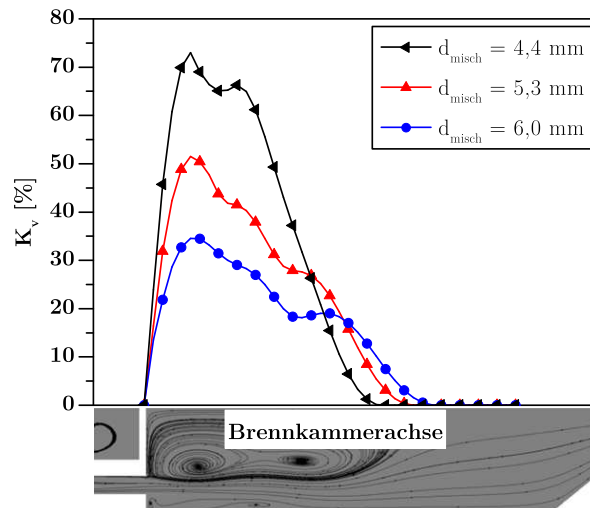 80
70
60
50
40
30
20
10
0
K_v [%]
d_misch = 4,4 mm
d_misch = 5,3 mm
d_misch = 6,0 mm
Brennkammerachse